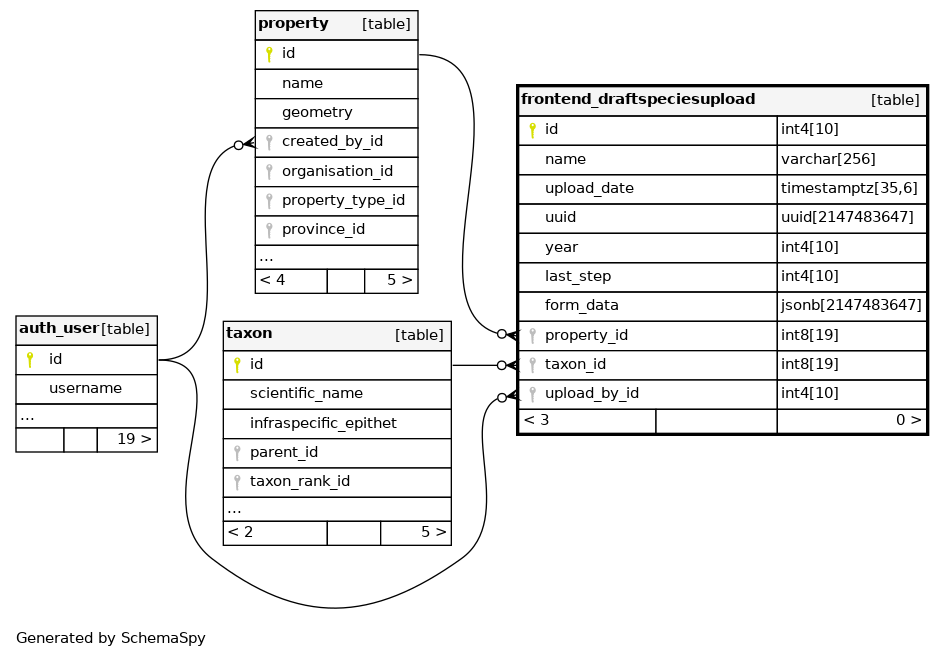 property [table]
id
name
geometry
created_by_id
organisation_id
property_type_id
province_id
...
< 4 5 >
frontend_draftspeciesupload [table]
id int4[10]
name varchar[256]
upload_date timestamptz[35,6]
uuid uuid[2147483647]
year int4[10]
last_step int4[10]
form_data jsonb[2147483647]
property_id int8[19]
taxon_id int8[19]
upload_by_id int4[10]
< 3 0 >
auth_user [table]
id
username
...
19 >
taxon [table]
id
scientific_name
infraspecific_epithet
parent_id
taxon_rank_id
...
< 2 5 >
Generated by SchemaSpy